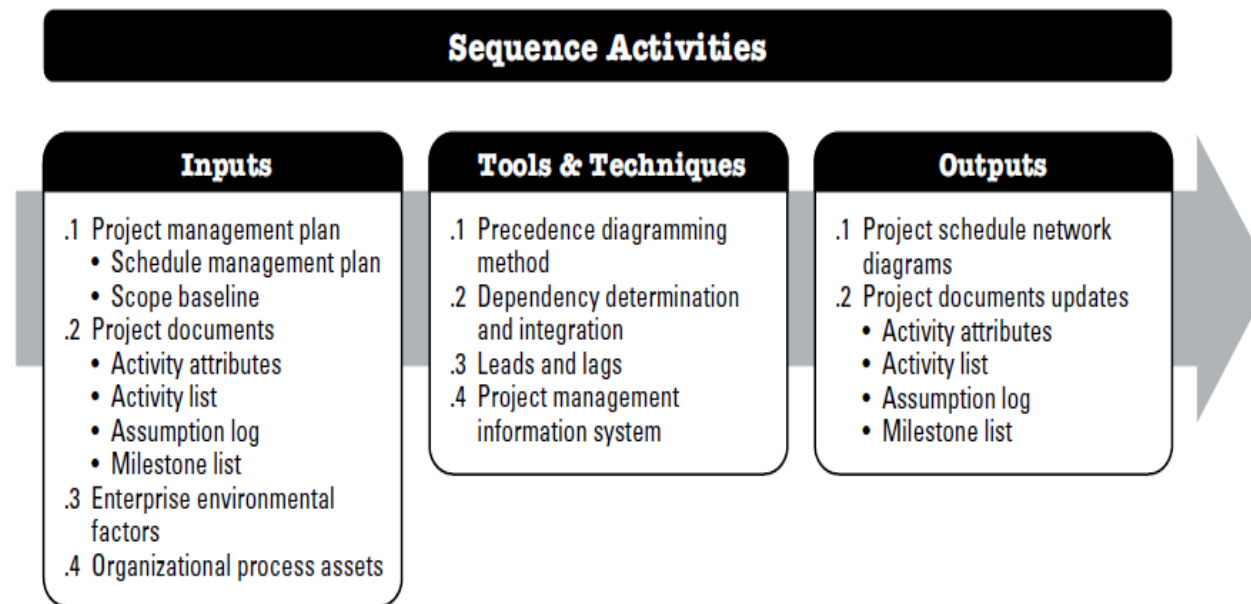 Sequence Activities
Inputs
.1 Project management plan
• Schedule management plan
• Scope baseline
.2 Project documents
• Activity attributes
• Activity list
• Assumption log
• Milestone list
.3 Enterprise environmental
factors
.4 Organizational process assets
Tools & Techniques
.1 Precedence diagramming
method
.2 Dependency determination
and integration
.3 Leads and lags
.4 Project management
information system
Outputs
.1 Project schedule network
diagrams
.2 Project documents updates
• Activity attributes
• Activity list
• Assumption log
• Milestone list